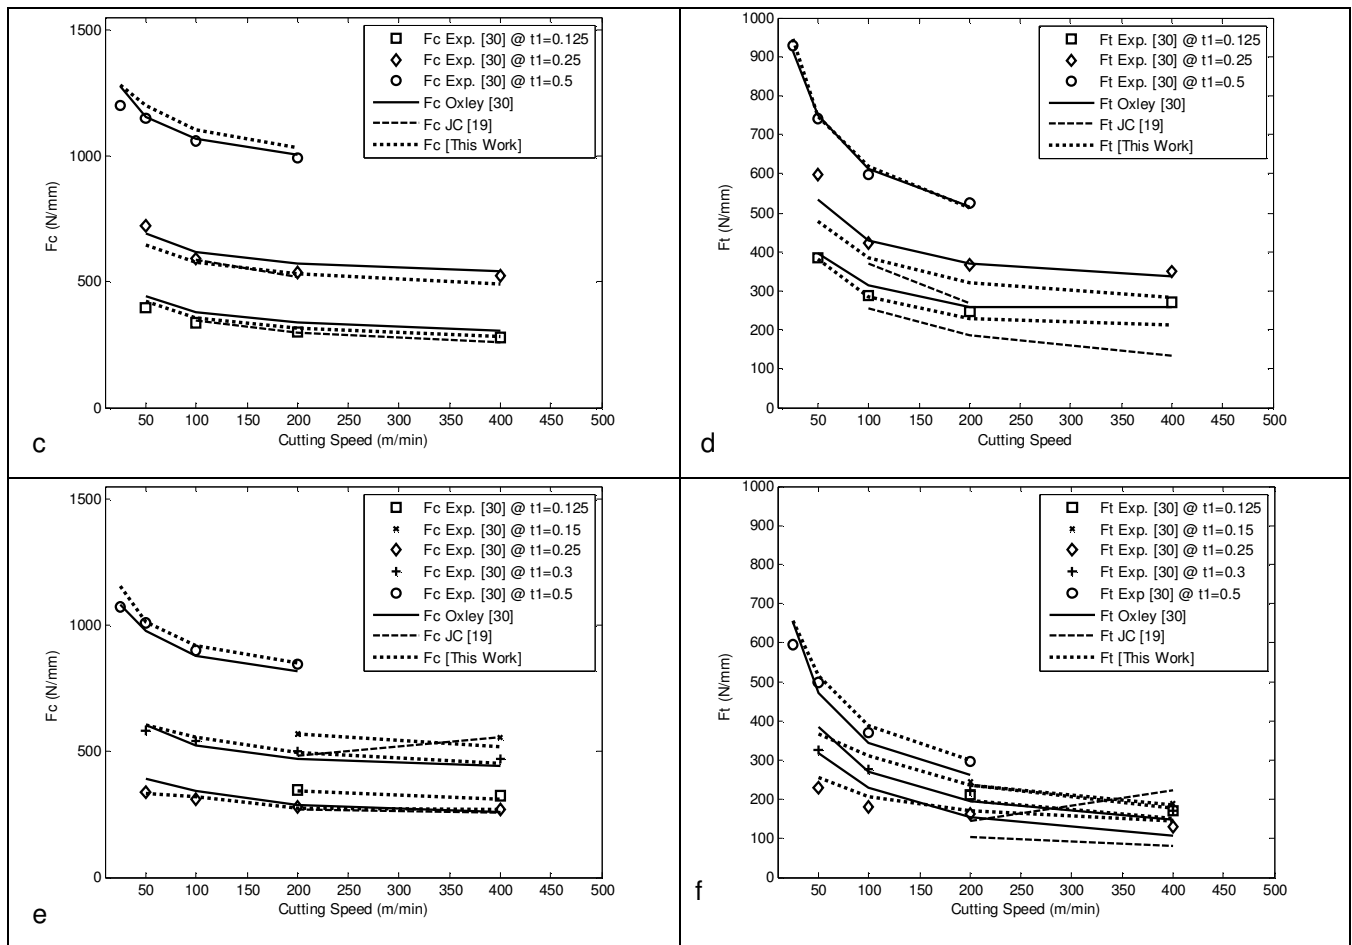 1500
1000
500
0
50 100 150 200 250 300 350 400 450 500
Fc (N/mm)
Cutting Speed (m/min)
Fc Exp. [30] @ t1=0.125
Fc Exp. [30] @ t1=0.25
Fc Exp. [30] @ t1=0.5
Fc Oxley [30]
Fc JC [19]
Fc [This Work]
c
1000
900
800
700
600
500
400
300
200
100
0
50 100 150 200 250 300 350 400 450 500
Ft (N/mm)
Cutting Speed
Ft Exp. [30] @ t1=0.125
Ft Exp. [30] @ t1=0.25
Ft Exp. [30] @ t1=0.5
Ft Oxley [30]
Ft JC [19]
Ft [This Work]
d
1500
1000
500
0
50 100 150 200 250 300 350 400 450 500
Fc (N/mm)
Cutting Speed (m/min)
Fc Exp. [30] @ t1=0.125
Fc Exp. [30] @ t1=0.15
Fc Exp. [30] @ t1=0.25
Fc Exp. [30] @ t1=0.3
Fc Exp. [30] @ t1=0.5
Fc Oxley [30]
Fc JC [19]
Fc [This Work]
e
1000
900
800
700
600
500
400
300
200
100
0
50 100 150 200 250 300 350 400 450 500
Ft (N/mm)
Cutting Speed (m/min)
Ft Exp. [30] @ t1=0.125
Ft Exp. [30] @ t1=0.15
Ft Exp. [30] @ t1=0.25
Ft Exp. [30] @ t1=0.3
Ft Exp [30] @ t1=0.5
Ft Oxley [30]
Ft JC [19]
Ft [This Work]
f